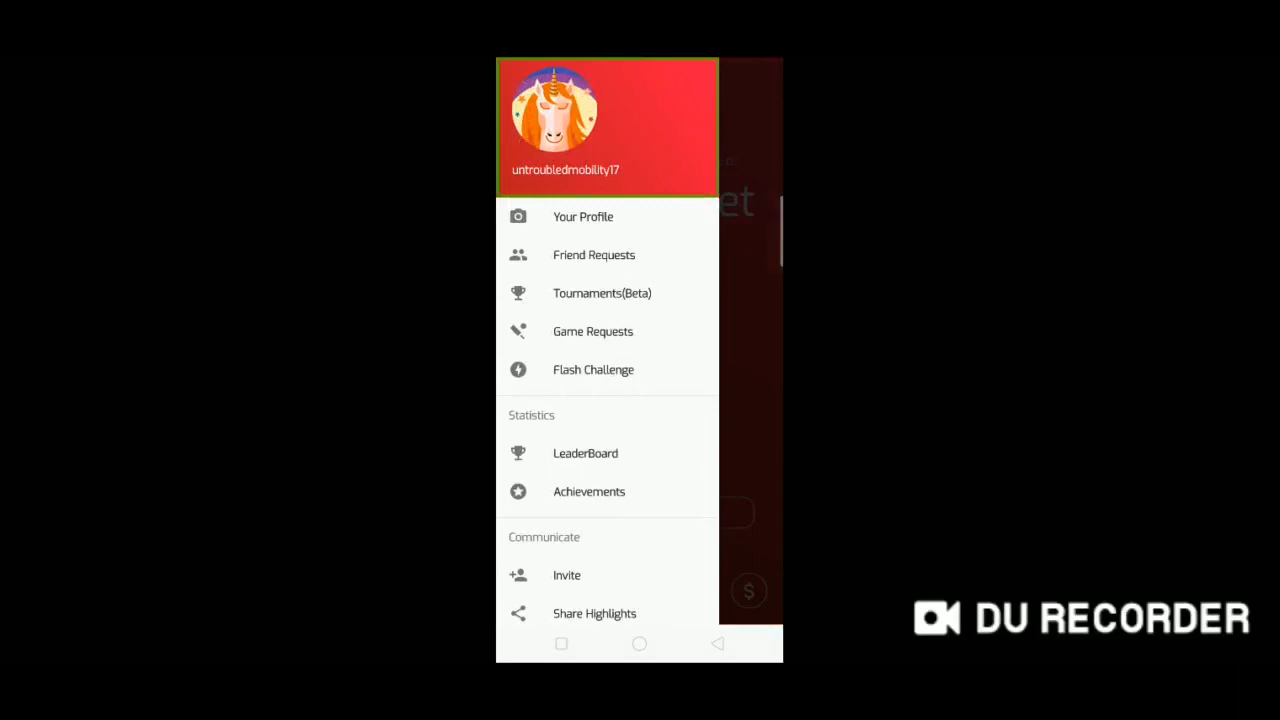 untroubledmobility17
et
Your Profile
Friend Requests
Tournaments(Beta)
Game Requests
Flash Challenge
Statistics
LeaderBoard
Achievements
Communicate
Invite
$
Share Highlights
DU RECORDER